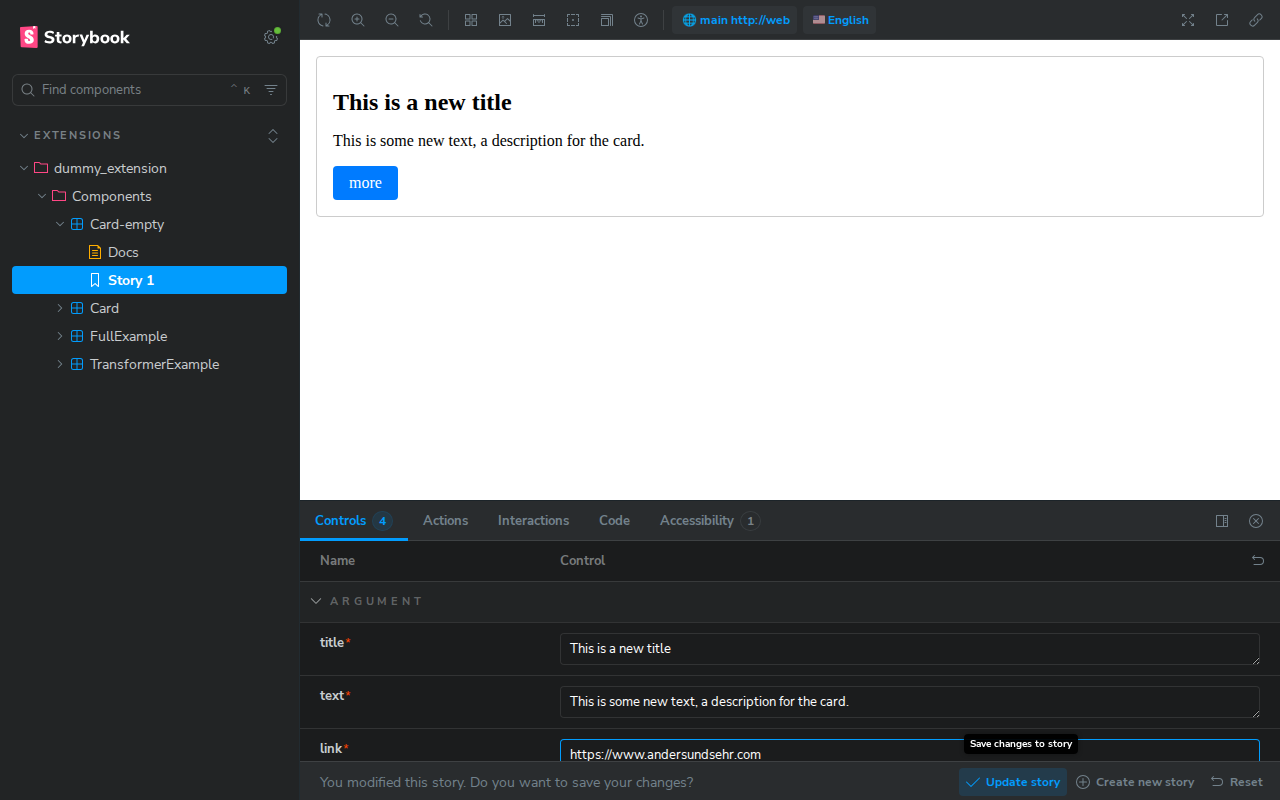 Storybook
Find components
⌃ K
EXTENSIONS
dummy_extension
Components
Card-empty
Docs
Story 1
Card
FullExample
TransformerExample
main http://web
English
This is a new title
This is some new text, a description for the card.
more
Controls 4
Actions
Interactions
Code
Accessibility 1
Name
Control
ARGUMENT
title*
This is a new title
text*
This is some new text, a description for the card.
link*
https://www.andersundsehr.com
Save changes to story
You modified this story. Do you want to save your changes?
Update story
Create new story
Reset